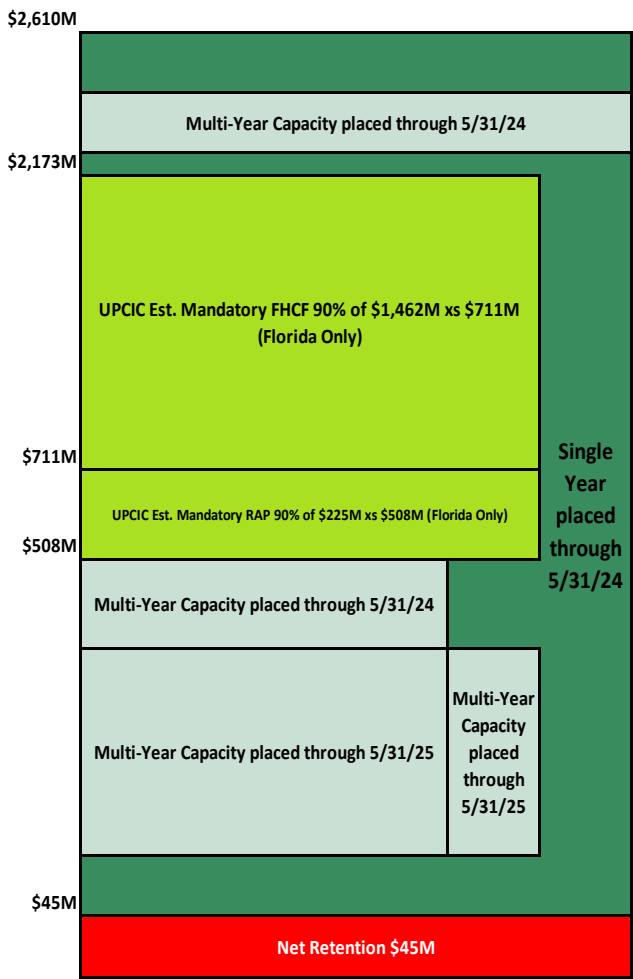 $2,610M
Multi-Year Capacity placed through 5/31/24
$2,173M
UPCIC Est. Mandatory FHCF 90% of $1,462M xs $711M
(Florida Only)
$711M
Single
Year
placed
through
5/31/24
UPCIC Est. Mandatory RAP 90% of $225M xs $508M (Florida Only)
$508M
Multi-Year Capacity placed through 5/31/24
Multi-Year Capacity placed through 5/31/25
Multi-Year
Capacity
placed
through
5/31/25
$45M
Net Retention $45M